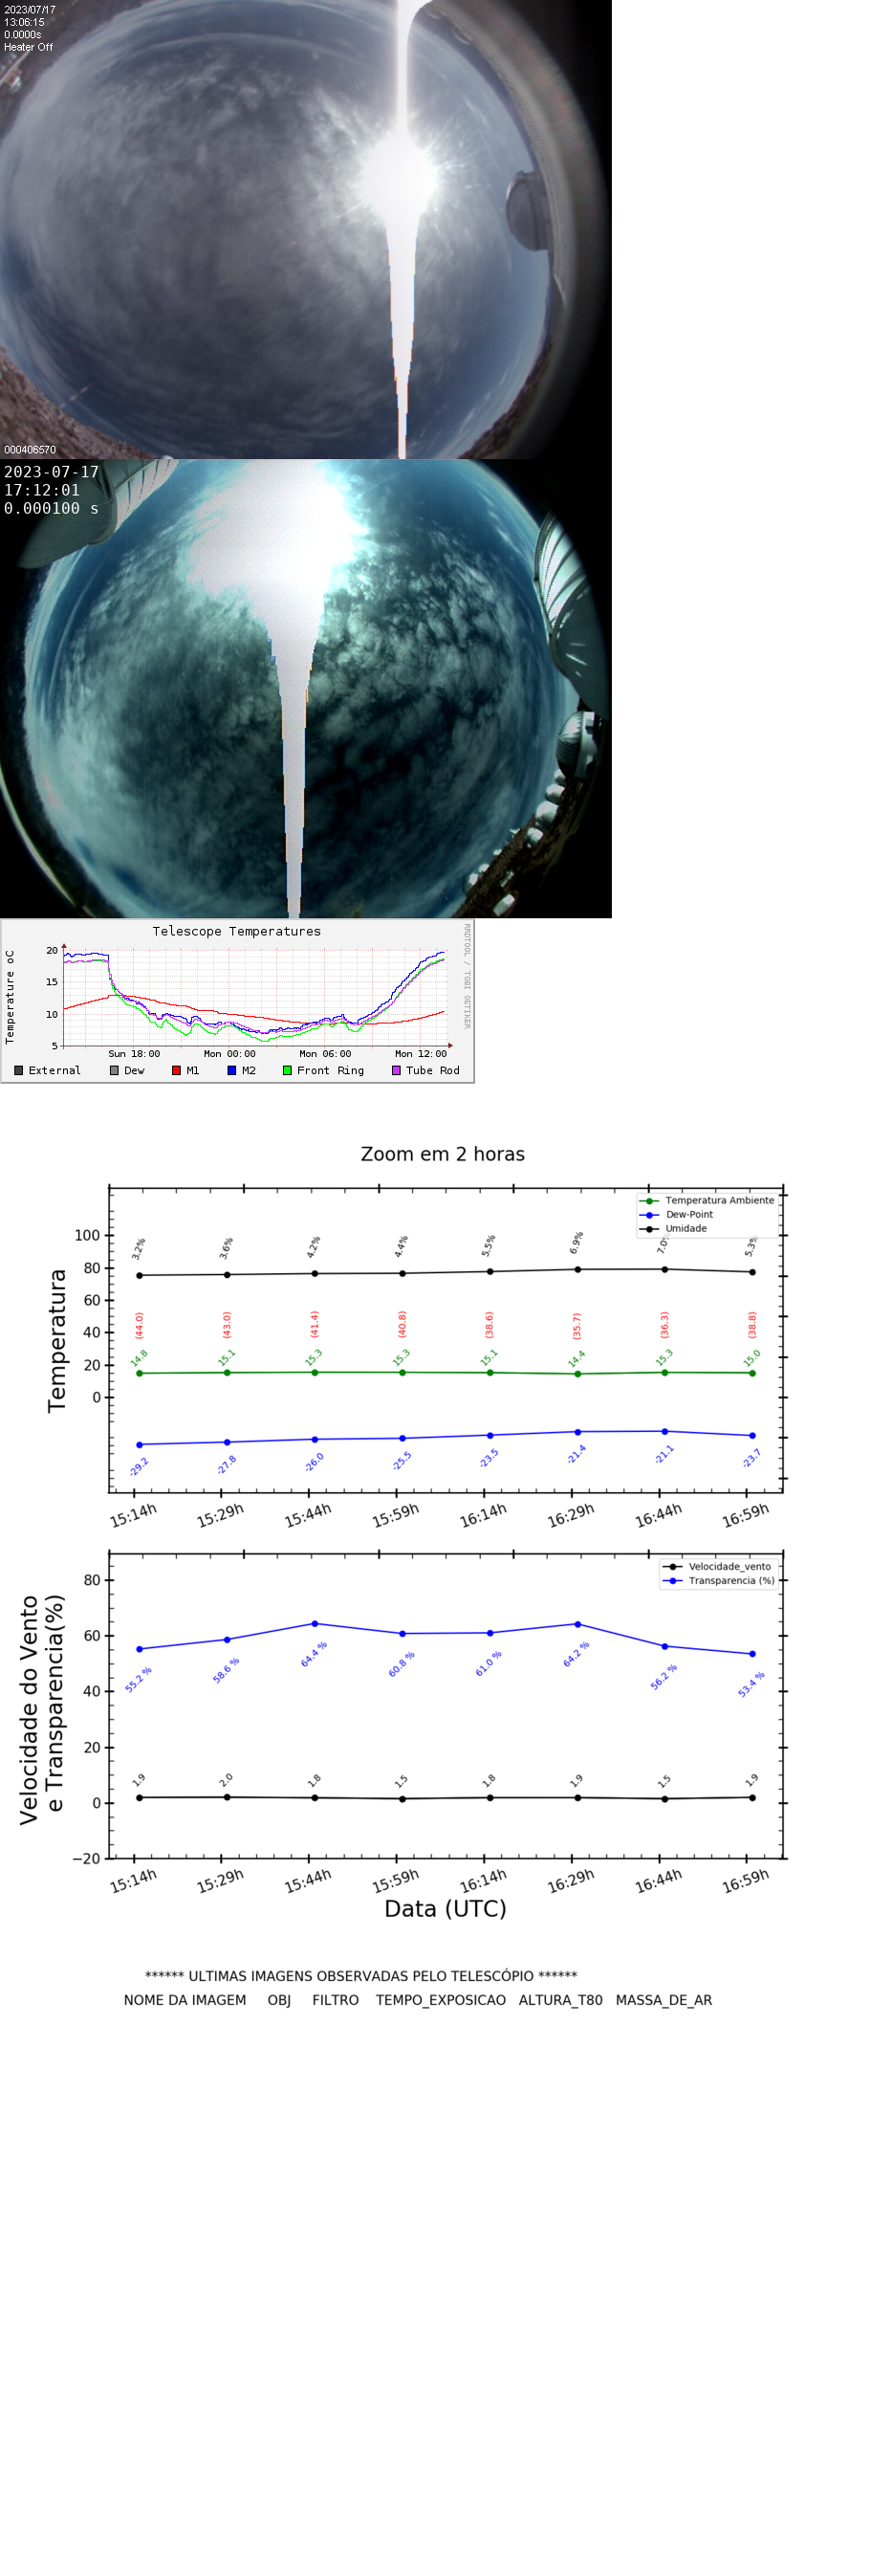 2023/07/17
13:06:15
0.0000s
Heater Off
000406570
2023-07-17
17:12:01
0.000100 s
Telescope Temperatures
RRDTOOL / TOBI OETIKER
Temperature oC
20
15
10
5
Sun 18:00 Mon 00:00 Mon 06:00 Mon 12:00
External Dew M1 M2 Front Ring Tube Rod
Zoom em 2 horas
Temperatura Ambiente
Dew-Point
Umidade
Temperatura
100
80
60
40
20
0
3.2% 3.6% 4.2% 4.4% 5.5% 6.9% 7.0% 5.3%
(44.0) (43.0) (41.4) (40.8) (38.6) (35.7) (36.3) (38.8)
14.8 15.1 15.3 15.3 15.1 14.4 15.3 15.0
-29.2 -27.8 -26.0 -25.5 -23.5 -21.4 -21.1 -23.7
15:14h 15:29h 15:44h 15:59h 16:14h 16:29h 16:44h 16:59h
Velocidade_vento
Transparencia (%)
Velocidade do Vento
e Transparencia(%)
80
60
40
20
0
−20
55.2 % 58.6 % 64.4 % 60.8 % 61.0 % 64.2 % 56.2 % 53.4 %
1.9 2.0 1.8 1.5 1.8 1.9 1.5 1.9
15:14h 15:29h 15:44h 15:59h 16:14h 16:29h 16:44h 16:59h
Data (UTC)
****** ULTIMAS IMAGENS OBSERVADAS PELO TELESCÓPIO ******
NOME DA IMAGEM OBJ FILTRO TEMPO_EXPOSICAO ALTURA_T80 MASSA_DE_AR